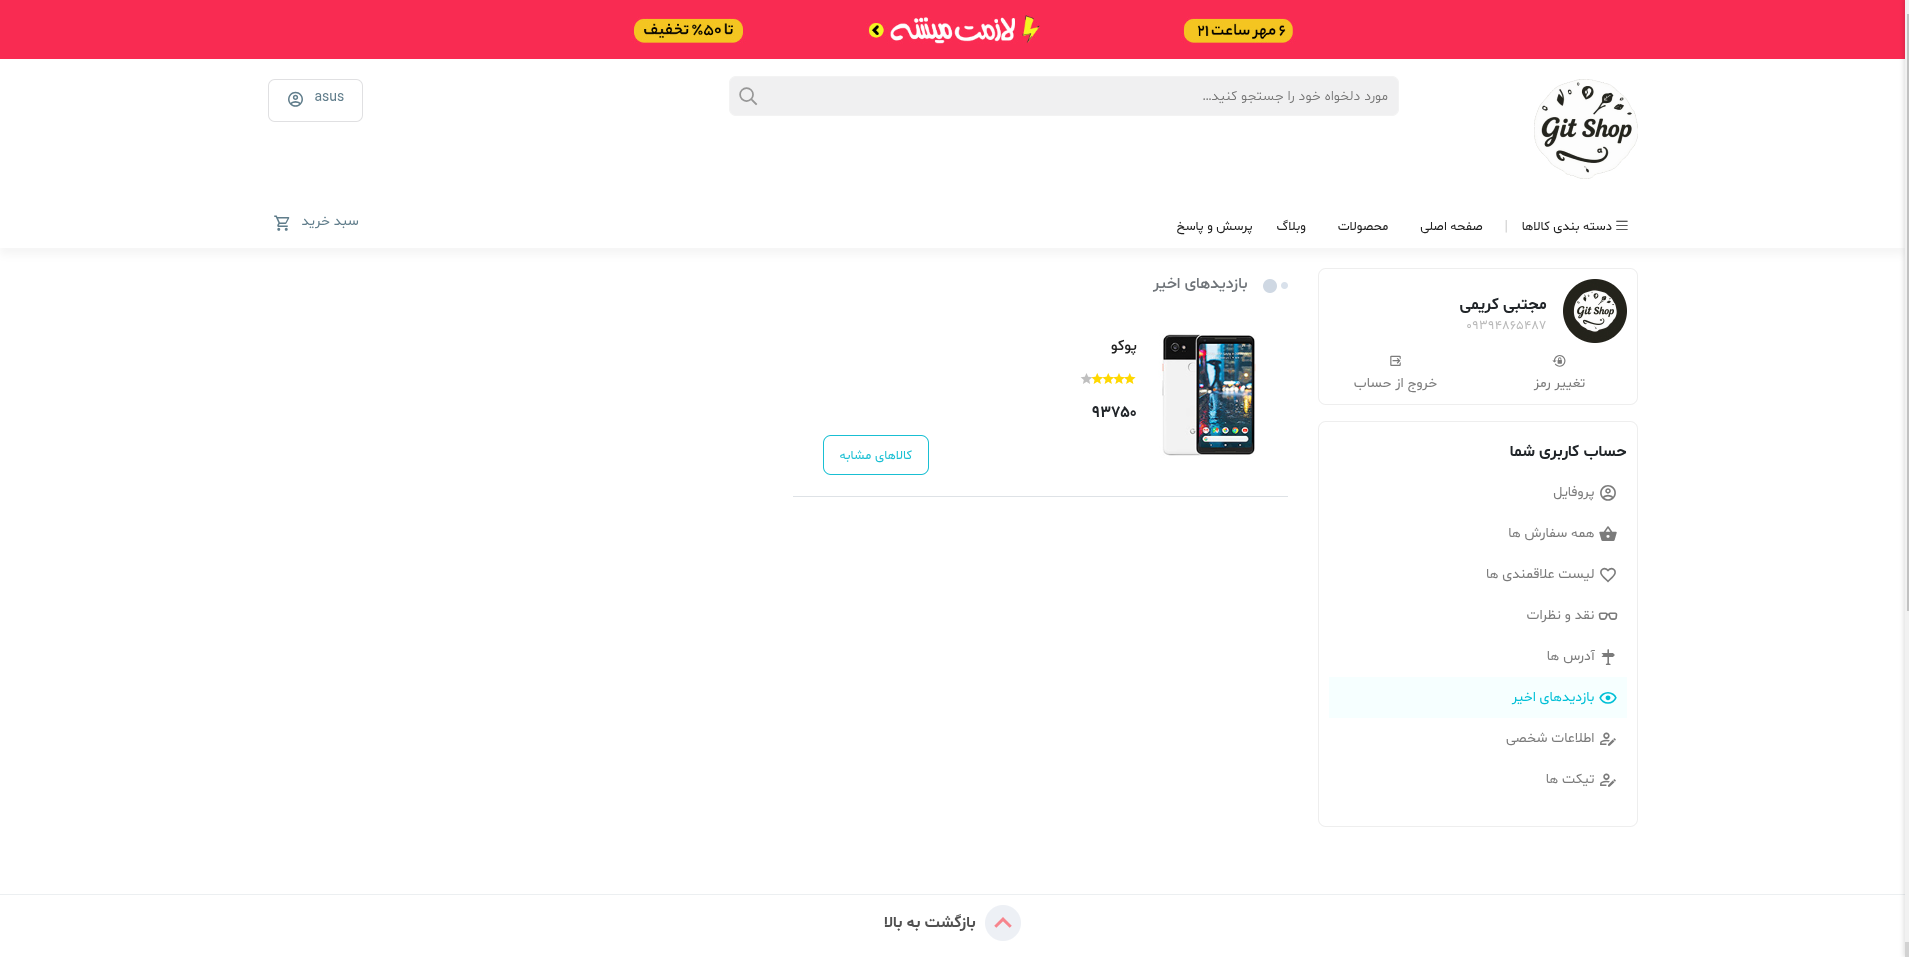 ۶ مهر ساعت ۲۱
لازمت میشه
تا ۵۰% تخفیف
Git Shop
مورد دلخواه خود را جستجو کنید...
asus
دسته بندی کالاها | صفحه اصلی محصولات وبلاگ پرسش و پاسخ
سبد خرید
Git Shop
مجتبی کریمی
۰۹۳۹۴۸۶۵۴۸۷
تغییر رمز
خروج از حساب
حساب کاربری شما
پروفایل
همه سفارش ها
لیست علاقمندی ها
نقد و نظرات
آدرس ها
بازدیدهای اخیر
اطلاعات شخصی
تیکت ها
بازدیدهای اخیر
پوکو
۹۳۷۵۰
کالاهای مشابه
بازگشت به بالا